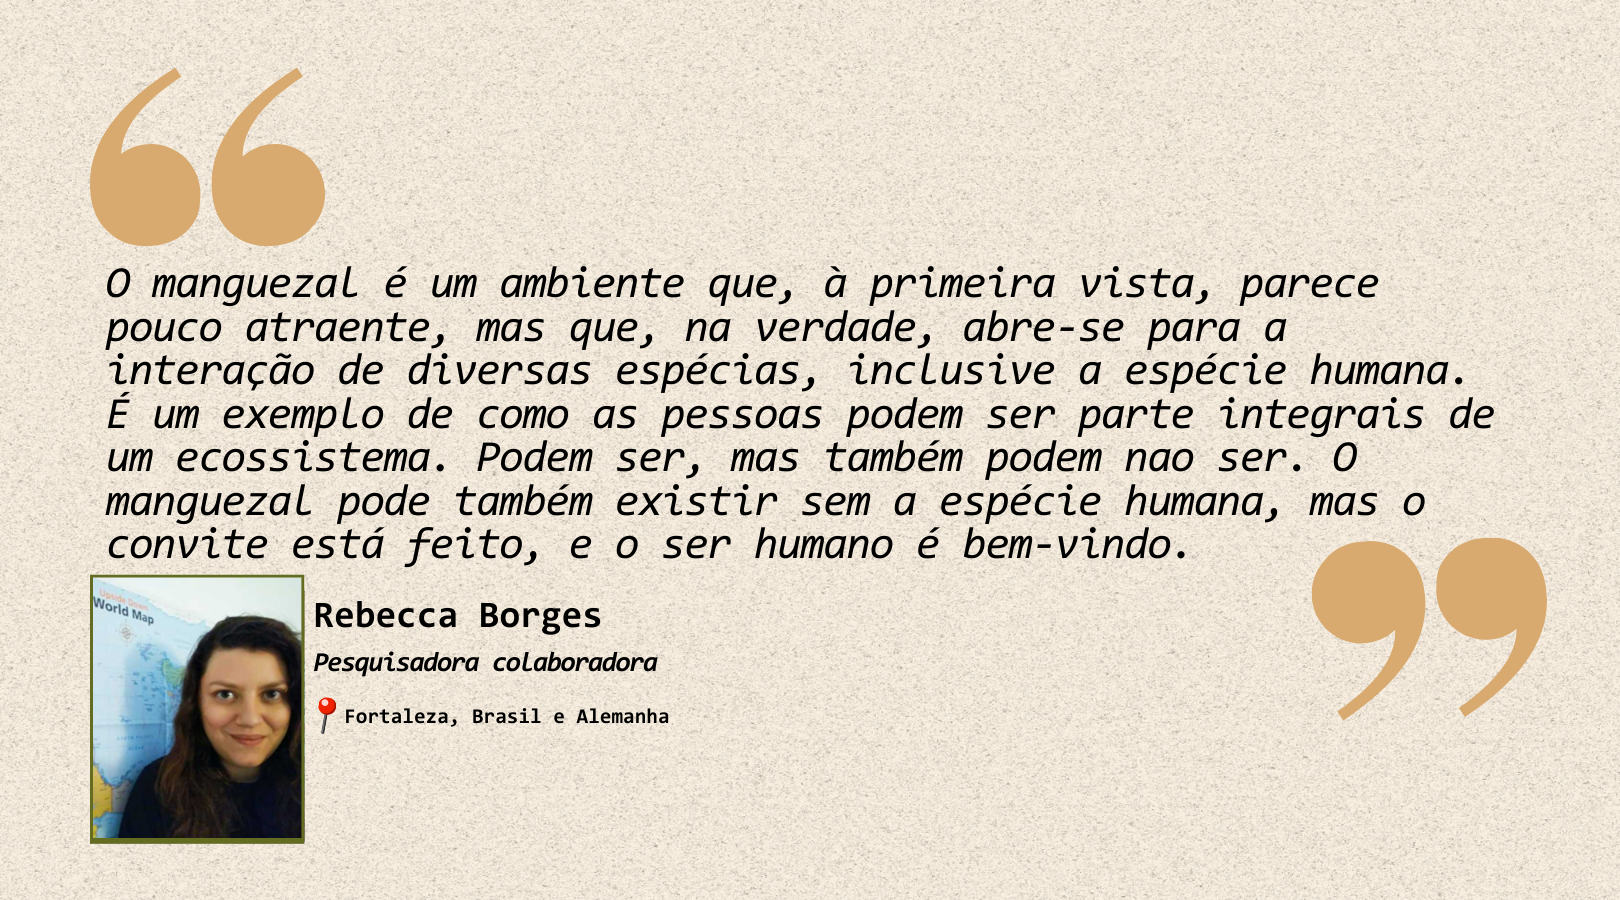 “
O manguezal é um ambiente que, à primeira vista, parece
pouco atraente, mas que, na verdade, abre-se para a
interação de diversas espécias, inclusive a espécie humana.
É um exemplo de como as pessoas podem ser parte integrais de
um ecossistema. Podem ser, mas também podem nao ser. O
manguezal pode também existir sem a espécie humana, mas o
convite está feito, e o ser humano é bem-vindo.
”
Upside Down
World Map
Rebecca Borges
Pesquisadora colaboradora
📍Fortaleza, Brasil e Alemanha